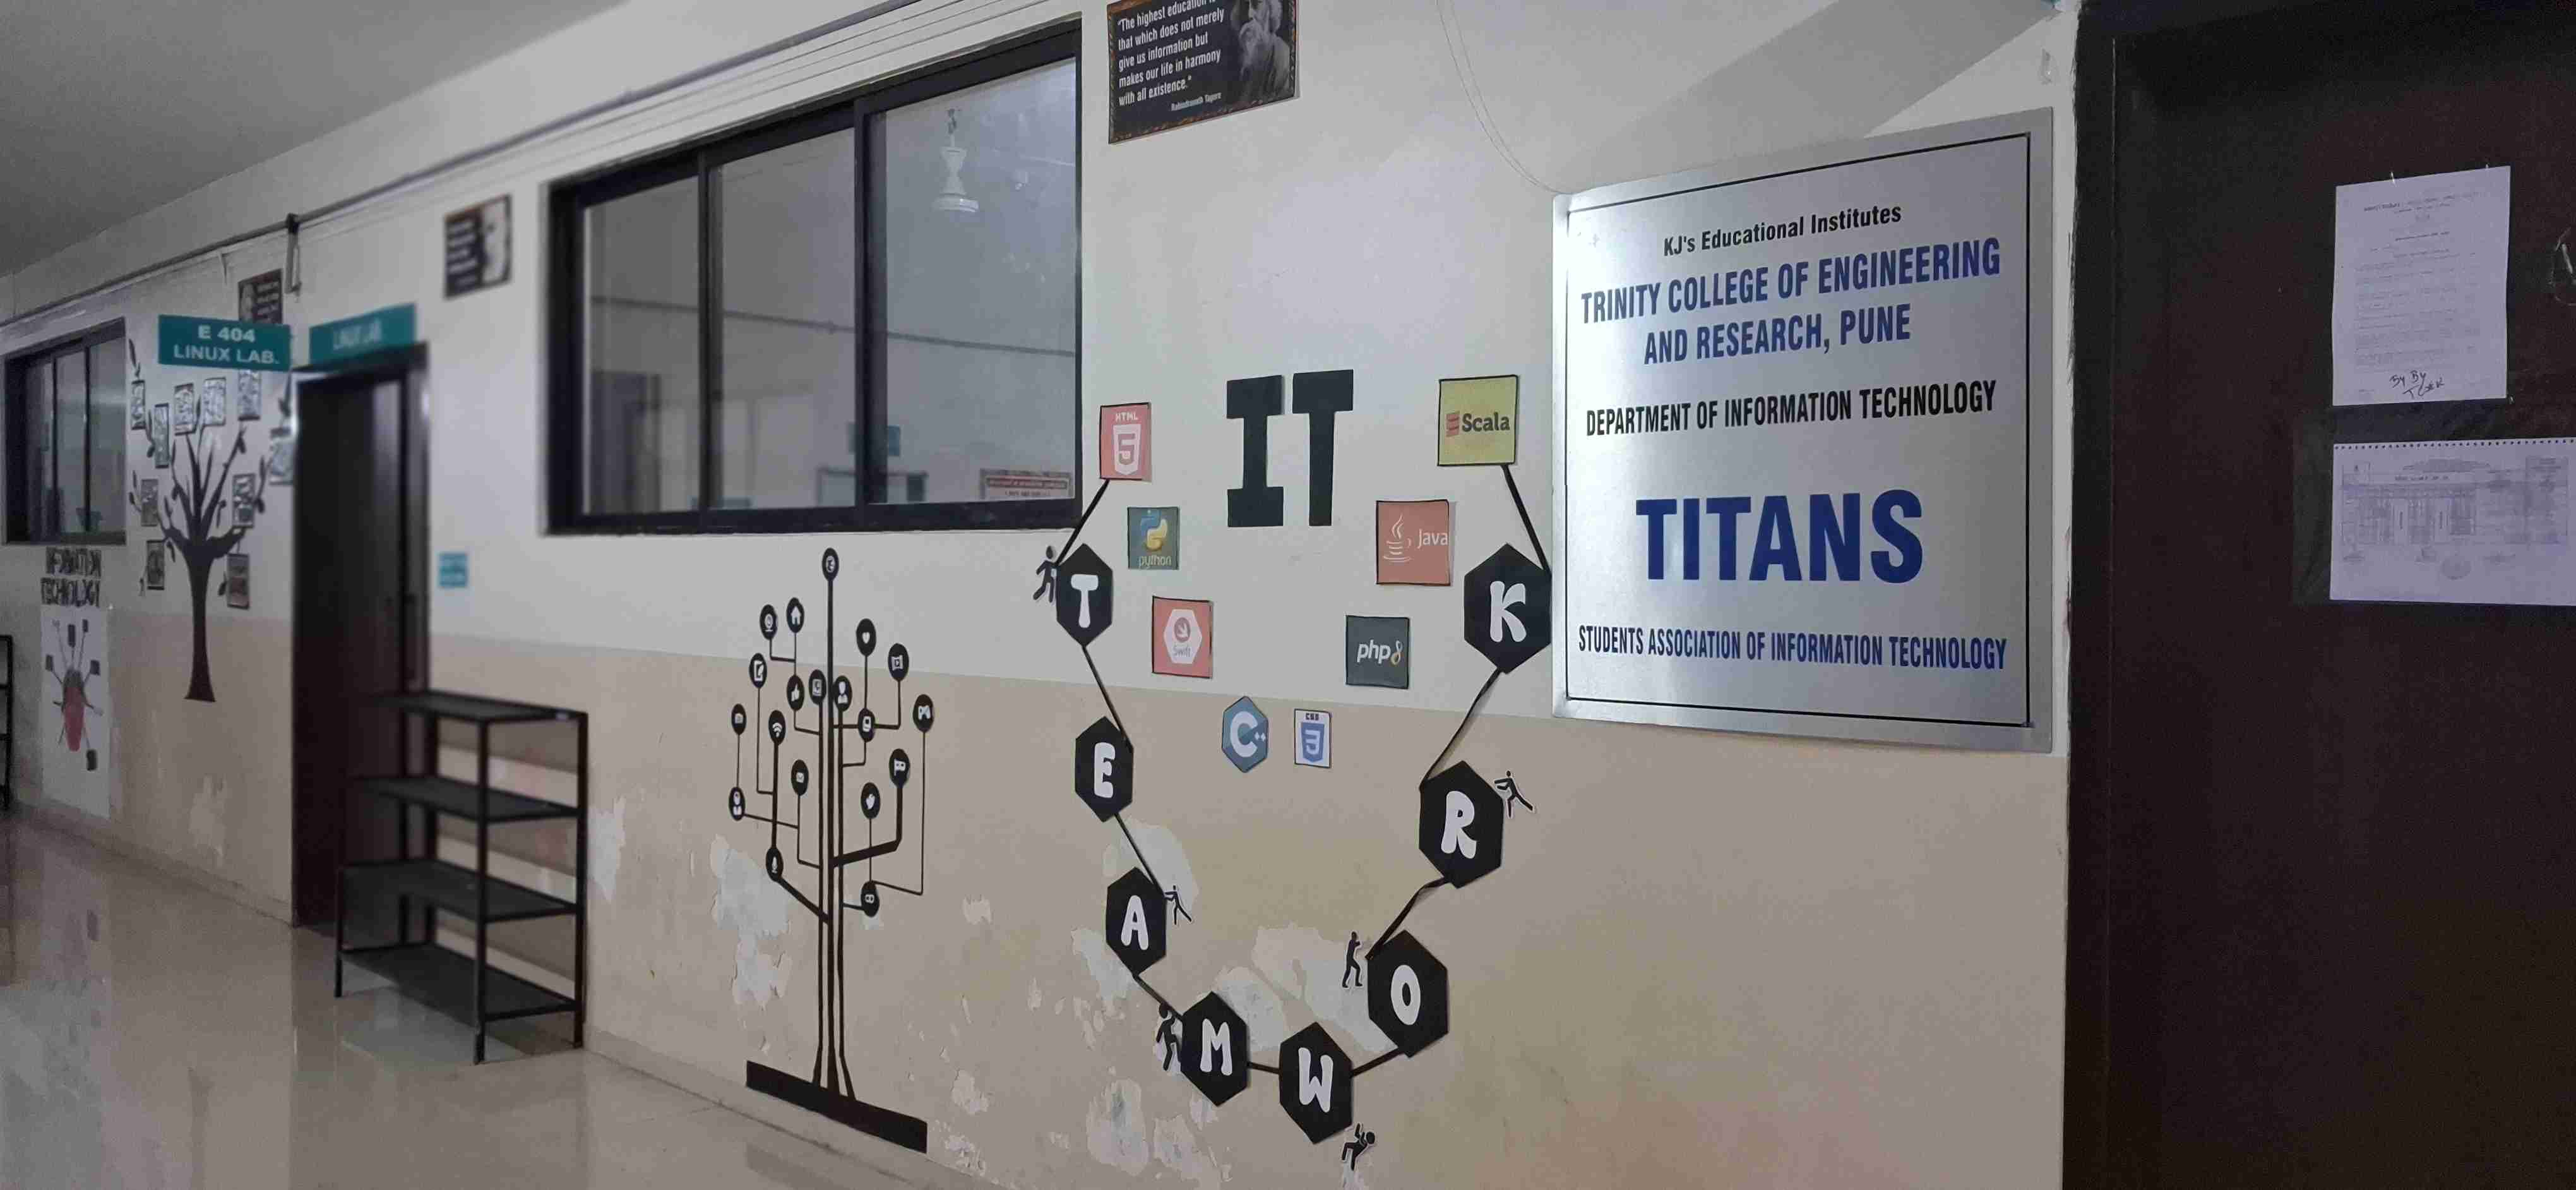 "The highest education is
that which does not merely
give us information but
makes our life in harmony
with all existence."
Rabindranath Tagore
E 404
LINUX LAB.
LINUX LAB
INFORMATION
TECHNOLOGY
IT
HTML
5
python
Swift
C++
CSS
3
php8
Java
Scala
T
E
A
M
W
O
R
K
KJ's Educational Institutes
TRINITY COLLEGE OF ENGINEERING
AND RESEARCH, PUNE
DEPARTMENT OF INFORMATION TECHNOLOGY
TITANS
STUDENTS ASSOCIATION OF INFORMATION TECHNOLOGY